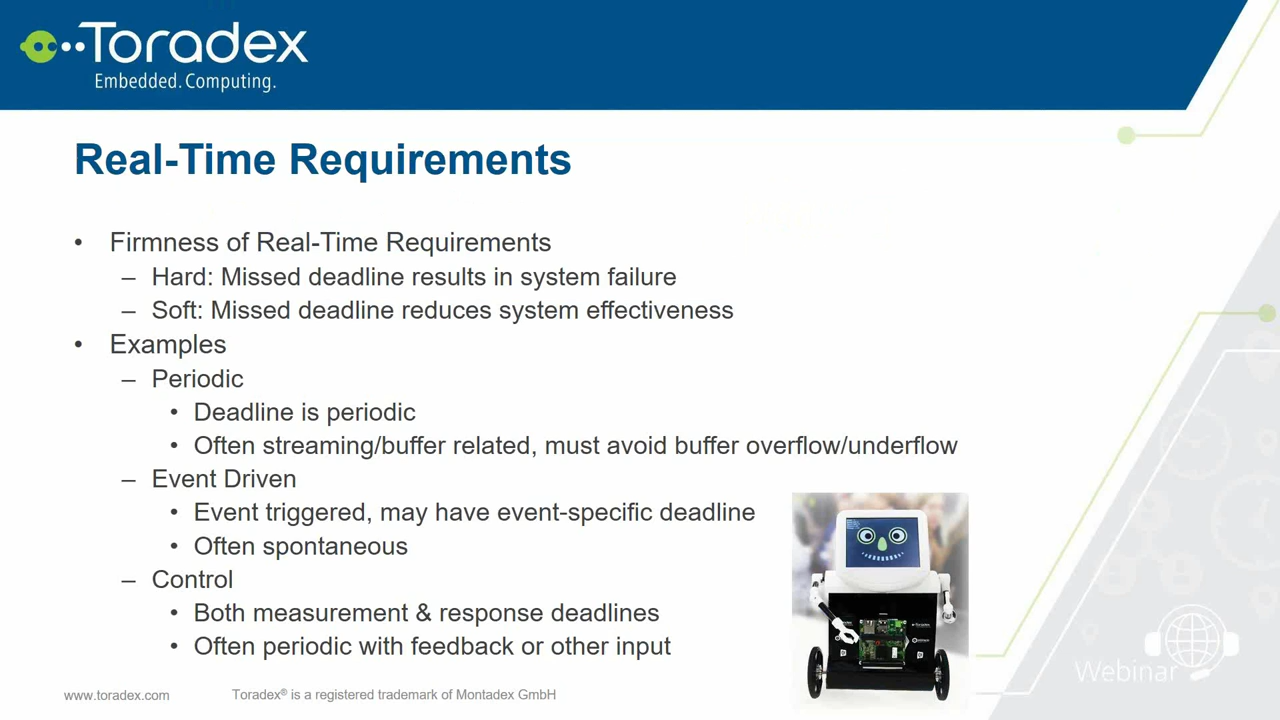 Toradex
Embedded.Computing.
Real-Time Requirements
• Firmness of Real-Time Requirements
– Hard: Missed deadline results in system failure
– Soft: Missed deadline reduces system effectiveness
• Examples
– Periodic
• Deadline is periodic
• Often streaming/buffer related, must avoid buffer overflow/underflow
– Event Driven
• Event triggered, may have event-specific deadline
• Often spontaneous
– Control
• Both measurement & response deadlines
• Often periodic with feedback or other input
Toradex
Webinar
www.toradex.com
Toradex® is a registered trademark of Montadex GmbH